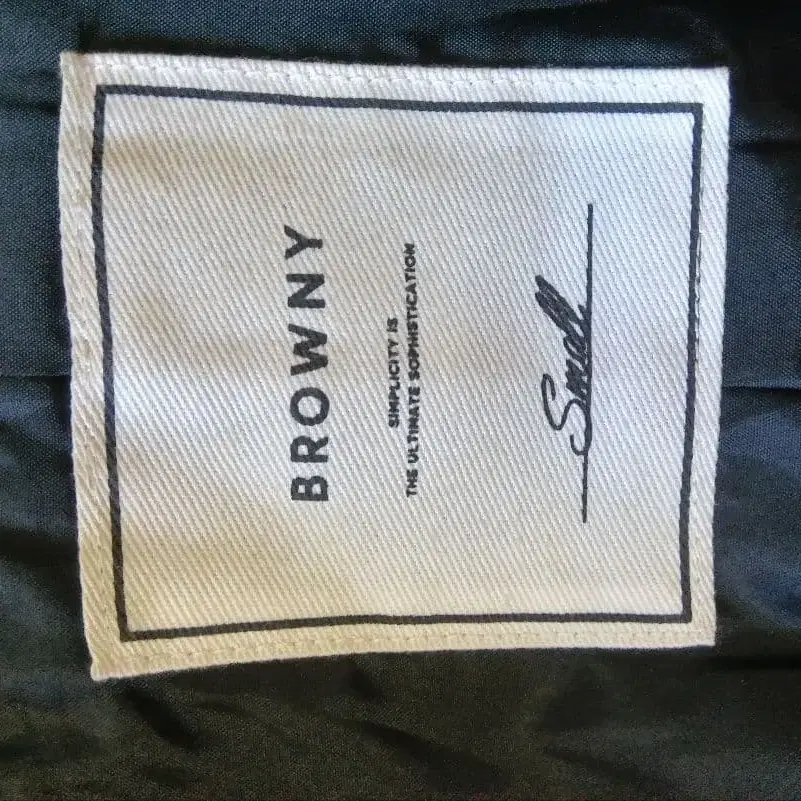 BROWNY
SIMPLICITY IS
THE ULTIMATE SOPHISTICATION
Small